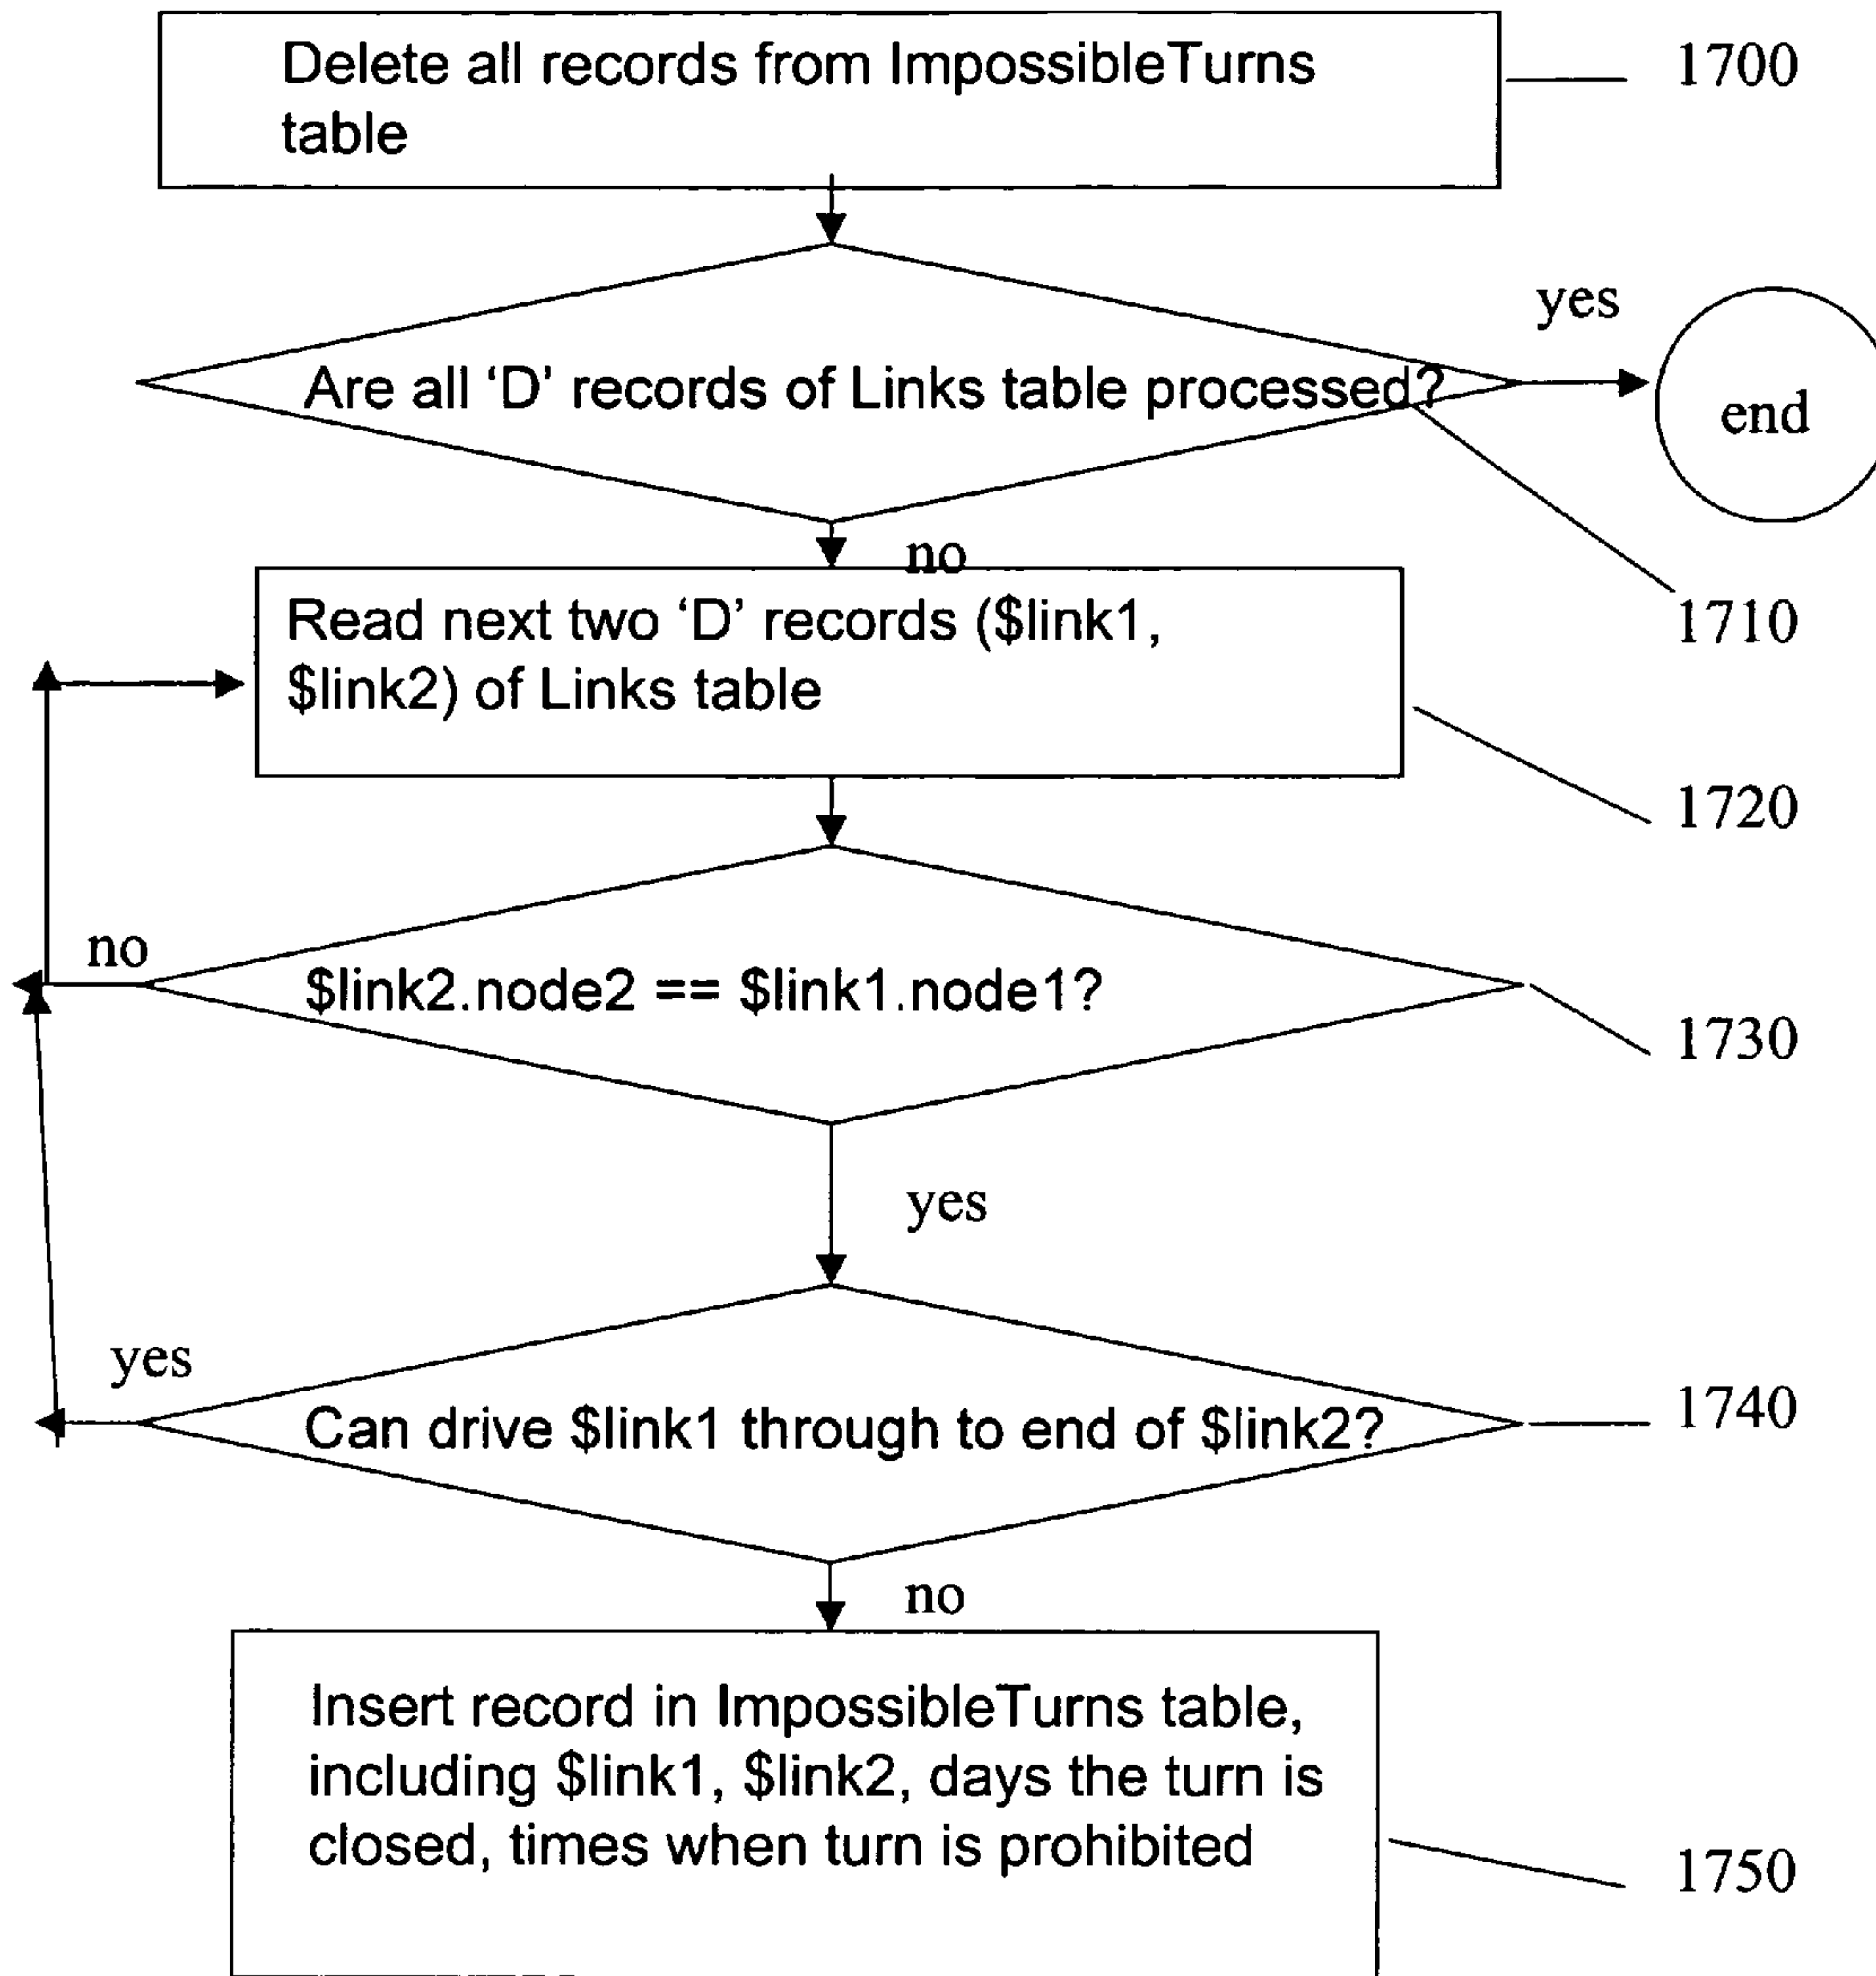 Delete all records from ImpossibleTurns
table
1700
yes
Are all ‘D’ records of Links table processed?
end
no
1710
Read next two ‘D’ records ($link1,
$link2) of Links table
1720
no
$link2.node2 == $link1.node1?
1730
yes
yes
Can drive $link1 through to end of $link2?
1740
no
Insert record in ImpossibleTurns table,
including $link1, $link2, days the turn is
closed, times when turn is prohibited
1750